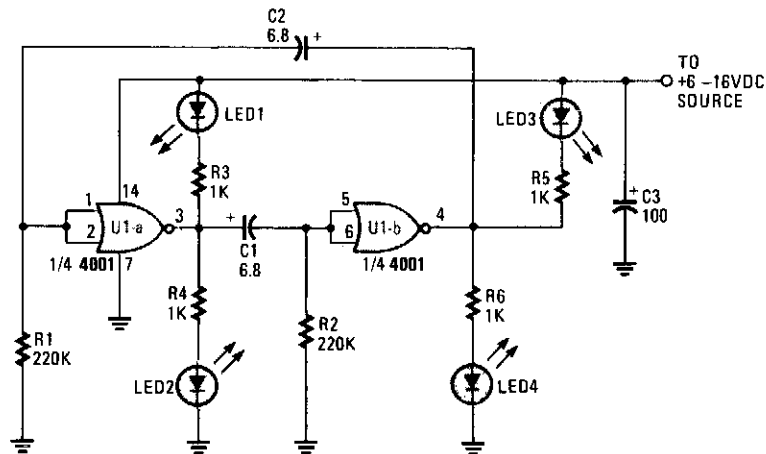 C2
6.8 +
TO
+6 –16VDC
SOURCE
LED1
LED3
R3
1K
R5
1K
C3
100
+
1
2
14
U1-a
3
7
1/4 4001
+
C1
6.8
5
6
U1-b
4
1/4 4001
R4
1K
R6
1K
R1
220K
R2
220K
LED2
LED4